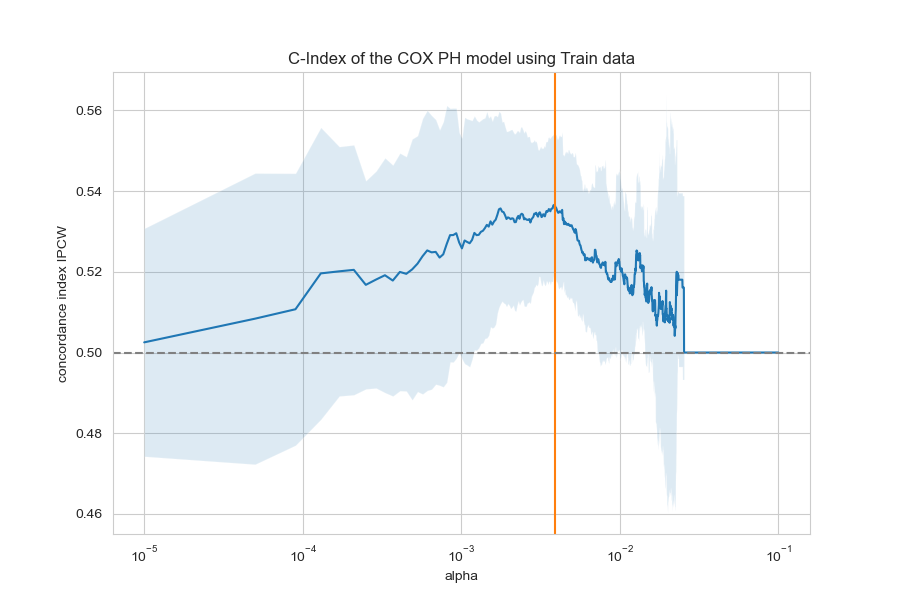 C-Index of the COX PH model using Train data
concordance index IPCW
0.56
0.54
0.52
0.50
0.48
0.46
10⁻⁵ 10⁻⁴ 10⁻³ 10⁻² 10⁻¹
alpha